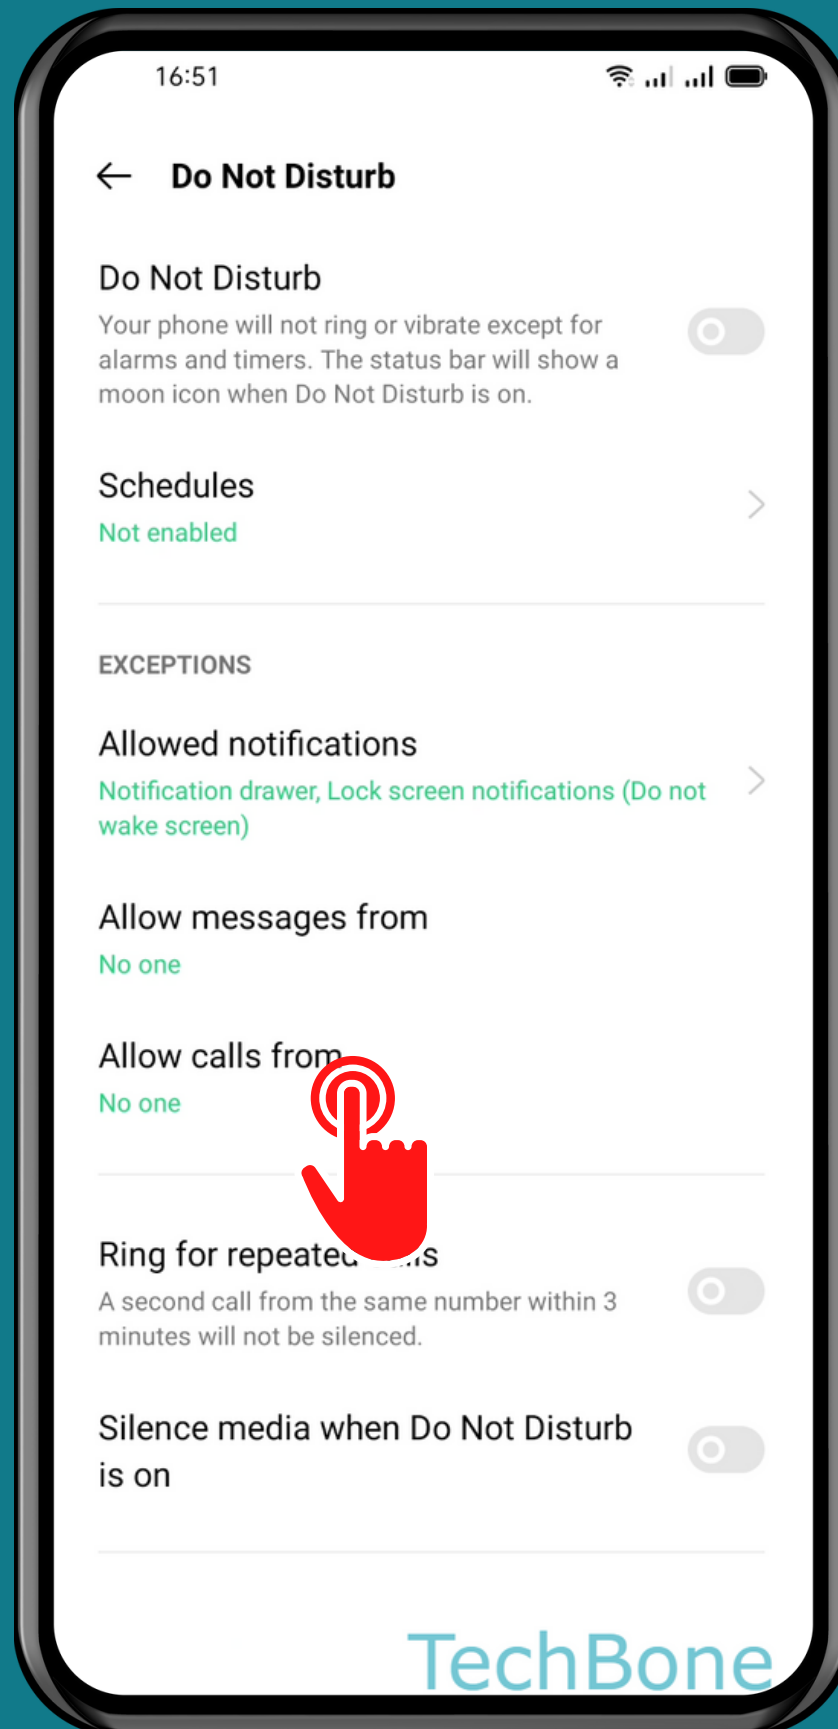 16:51
Do Not Disturb
Do Not Disturb
Your phone will not ring or vibrate except for
alarms and timers. The status bar will show a
moon icon when Do Not Disturb is on.
Schedules
Not enabled
EXCEPTIONS
Allowed notifications
Notification drawer, Lock screen notifications (Do not
wake screen)
Allow messages from
No one
Allow calls from
No one
Ring for repeated
A second call from the same number within 3
minutes will not be silenced.
Silence media when Do Not Disturb
is on
TechBone